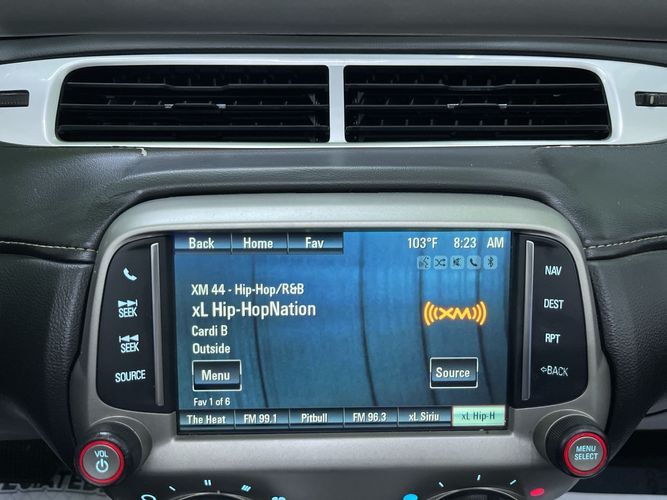 Back Home Fav 103°F 8:23 AM
XM 44 - Hip-Hop/R&B
xL Hip-HopNation
Cardi B
Outside
((XM))
Menu Source
Fav 1 of 6
The Heat FM 99.1 Pitbull FM 96.3 xL Siriu xL Hip-H
SEEK
SEEK
SOURCE
NAV
DEST
RPT
BACK
VOL
MENU
SELECT